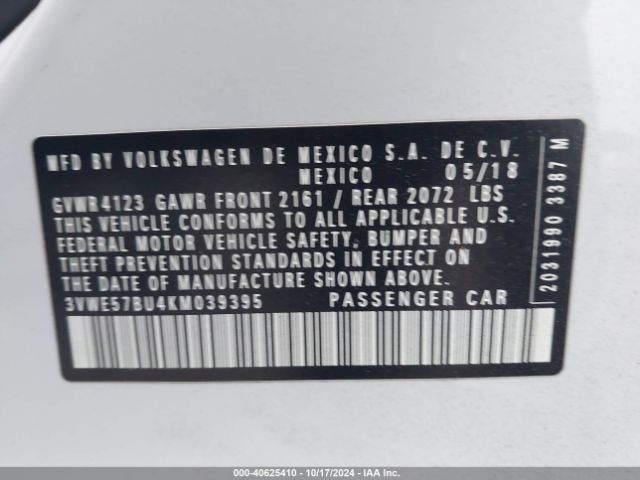 MFD BY VOLKSWAGEN DE MEXICO S.A. DE C.V.
MEXICO 05/18
GVWR4123 GAWR FRONT 2161 / REAR 2072 LBS
THIS VEHICLE CONFORMS TO ALL APPLICABLE U.S.
FEDERAL MOTOR VEHICLE SAFETY, BUMPER AND
THEFT PREVENTION STANDARDS IN EFFECT ON
THE DATE OF MANUFACTURE SHOWN ABOVE.
3VWE57BU4KM039395 PASSENGER CAR
2031990 3387 M
000-40625410 - 10/17/2024 - IAAI.COM